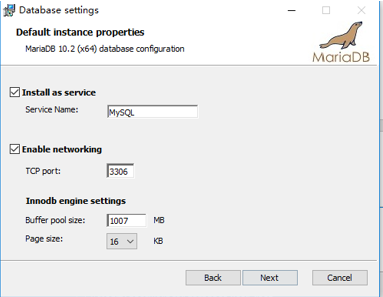 Database settings
Default instance properties
MariaDB 10.2 (x64) database configuration
MariaDB
Install as service
Service Name: MySQL
Enable networking
TCP port: 3306
Innodb engine settings
Buffer pool size: 1007 MB
Page size: 16 KB
Back Next Cancel